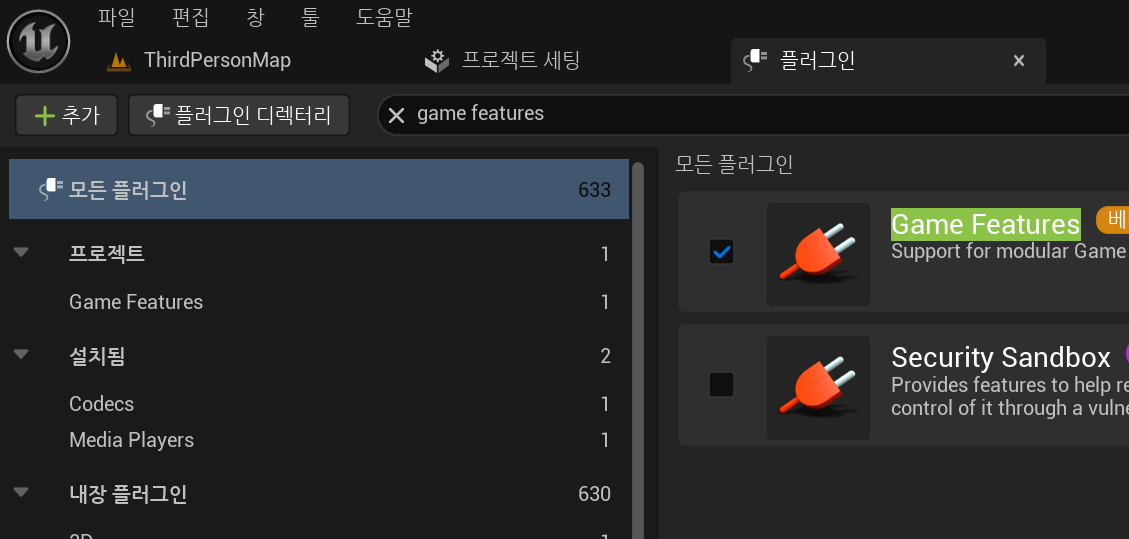 파일 편집 창 툴 도움말
ThirdPersonMap 프로젝트 세팅 플러그인
추가 플러그인 디렉터리 game features
모든 플러그인 633
프로젝트 1
Game Features 1
설치됨 2
Codecs 1
Media Players 1
내장 플러그인 630
모든 플러그인
Game Features 베
Support for modular Game
Security Sandbox
Provides features to help re
control of it through a vulne